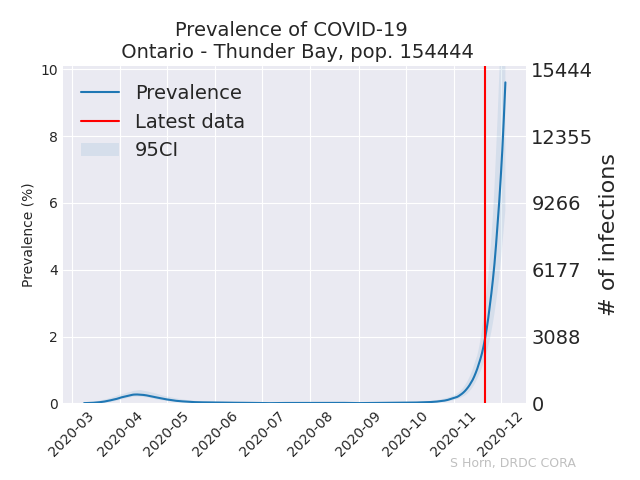 Prevalence of COVID-19
Ontario - Thunder Bay, pop. 154444
Prevalence
Latest data
95CI
10
8
6
4
2
0
Prevalence (%)
15444
12355
9266
6177
3088
0
# of infections
2020-03
2020-04
2020-05
2020-06
2020-07
2020-08
2020-09
2020-10
2020-11
2020-12
S Horn, DRDC CORA